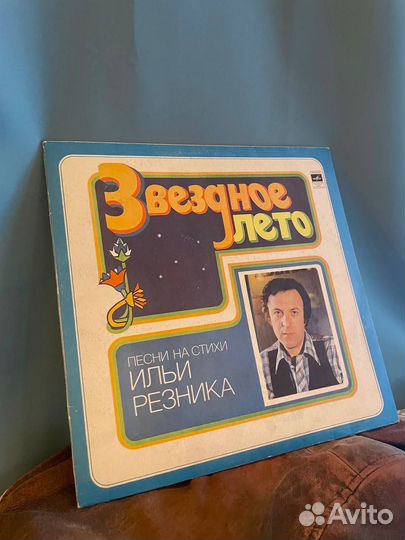 Звездное
лето
ПЕСНИ НА СТИХИ
ИЛЬИ
РЕЗНИКА
Avito